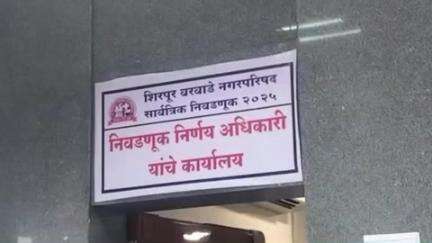 शिरपूर वरवाडे नगरपरिषद
सार्वत्रिक निवडणूक २०२५
निवडणूक निर्णय अधिकारी
यांचे कार्यालय